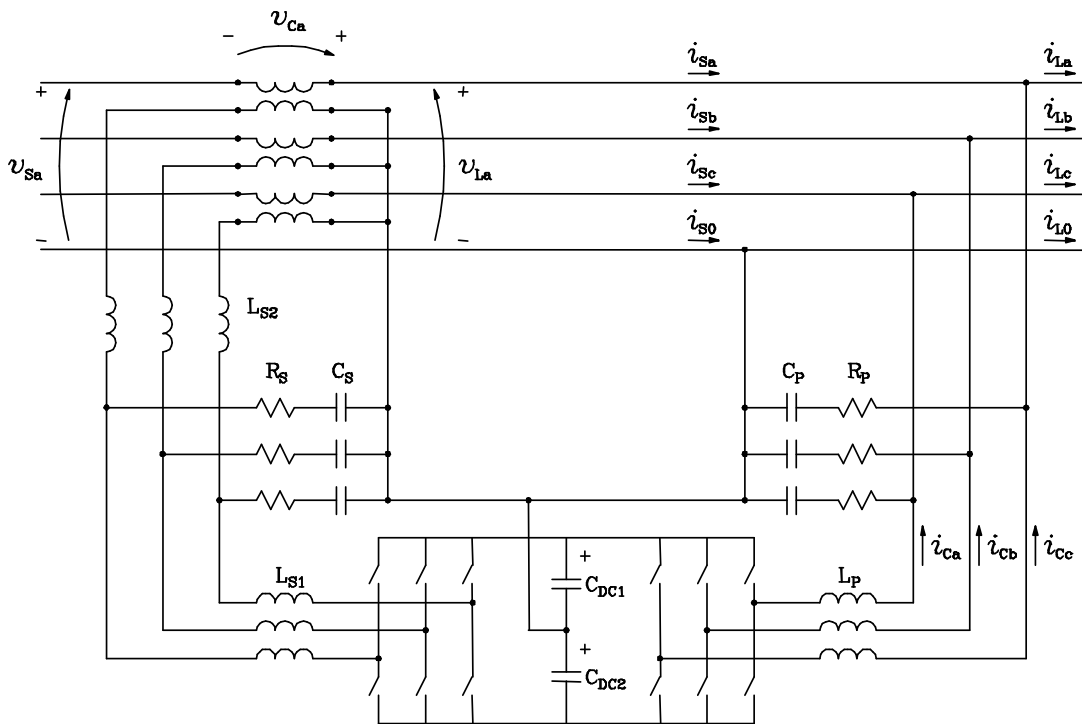 − v_Ca +
i_Sa i_La
+ +
i_Sb i_Lb
v_Sa v_La i_Sc i_Lc
− − i_S0 i_L0
L_S2
R_S C_S C_P R_P
i_Ca i_Cb i_Cc
+
L_S1 C_DC1 L_P
+
C_DC2